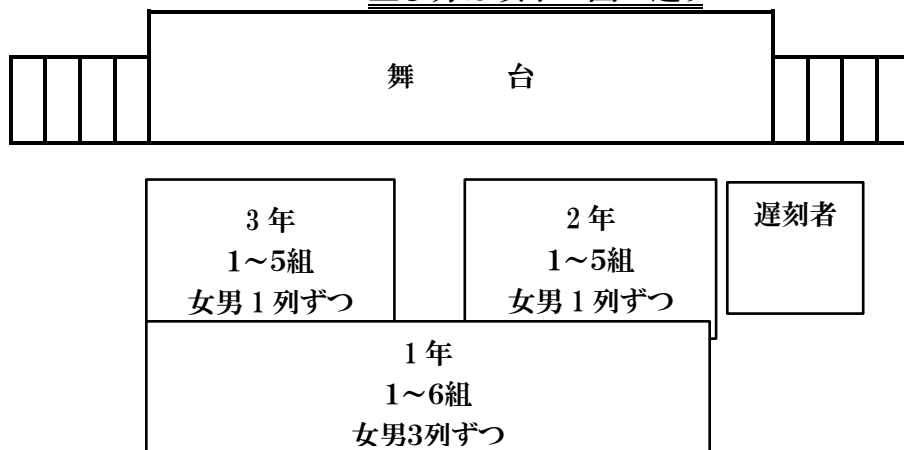 舞　台
3年
1～5組
女男1列ずつ
2年
1～5組
女男1列ずつ
遅刻者
1年
1～6組
女男3列ずつ